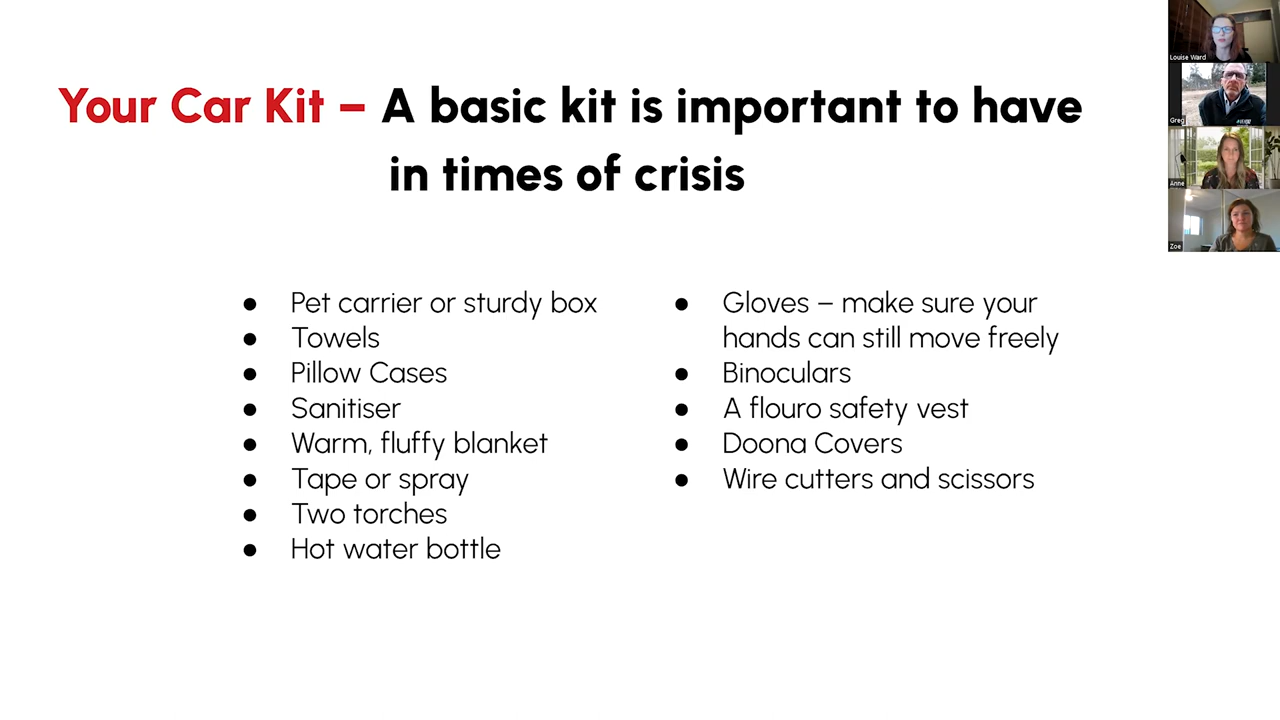 Your Car Kit – A basic kit is important to have
in times of crisis
● Pet carrier or sturdy box
● Towels
● Pillow Cases
● Sanitiser
● Warm, fluffy blanket
● Tape or spray
● Two torches
● Hot water bottle
● Gloves – make sure your
hands can still move freely
● Binoculars
● A flouro safety vest
● Doona Covers
● Wire cutters and scissors
Louise Ward
Greg
Anne
Zoe